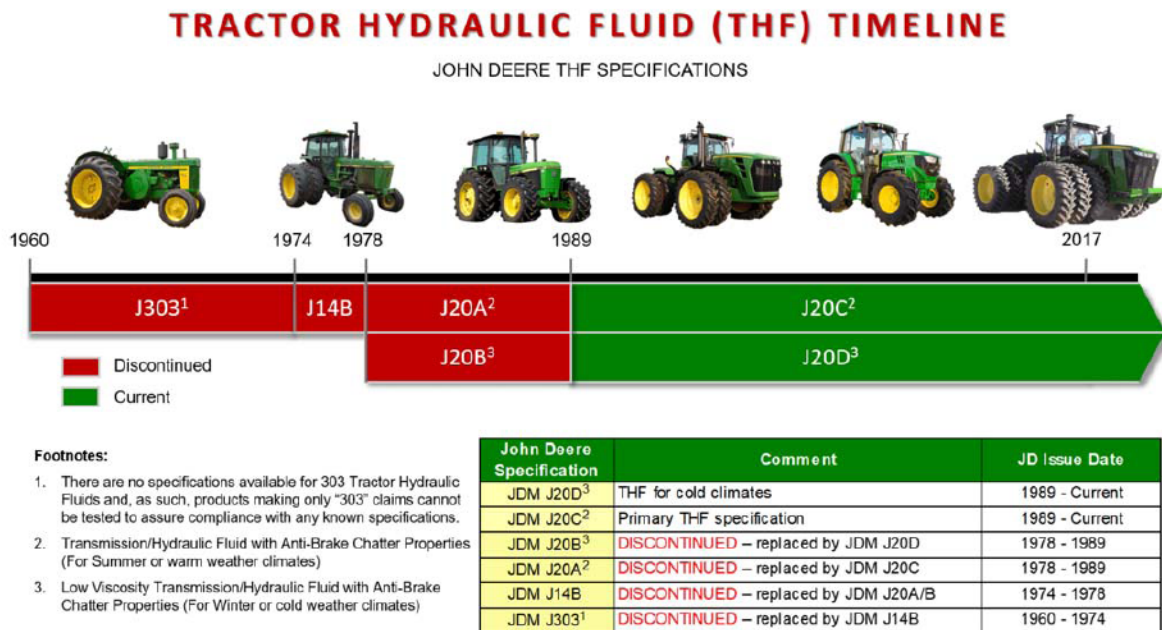 TRACTOR HYDRAULIC FLUID (THF) TIMELINE
JOHN DEERE THF SPECIFICATIONS
1960
1974
1978
1989
2017
J303¹
J14B
J20A²
J20C²
J20B³
J20D³
Discontinued
Current
Footnotes:
1. There are no specifications available for 303 Tractor Hydraulic
Fluids and, as such, products making only “303” claims cannot
be tested to assure compliance with any known specifications.
2. Transmission/Hydraulic Fluid with Anti-Brake Chatter Properties
(For Summer or warm weather climates)
3. Low Viscosity Transmission/Hydraulic Fluid with Anti-Brake
Chatter Properties (For Winter or cold weather climates)
John Deere
Specification
Comment
JD Issue Date
JDM J20D³ THF for cold climates 1989 - Current
JDM J20C² Primary THF specification 1989 - Current
JDM J20B³ DISCONTINUED – replaced by JDM J20D 1978 - 1989
JDM J20A² DISCONTINUED – replaced by JDM J20C 1978 - 1989
JDM J14B DISCONTINUED – replaced by JDM J20A/B 1974 - 1978
JDM J303¹ DISCONTINUED – replaced by JDM J14B 1960 - 1974